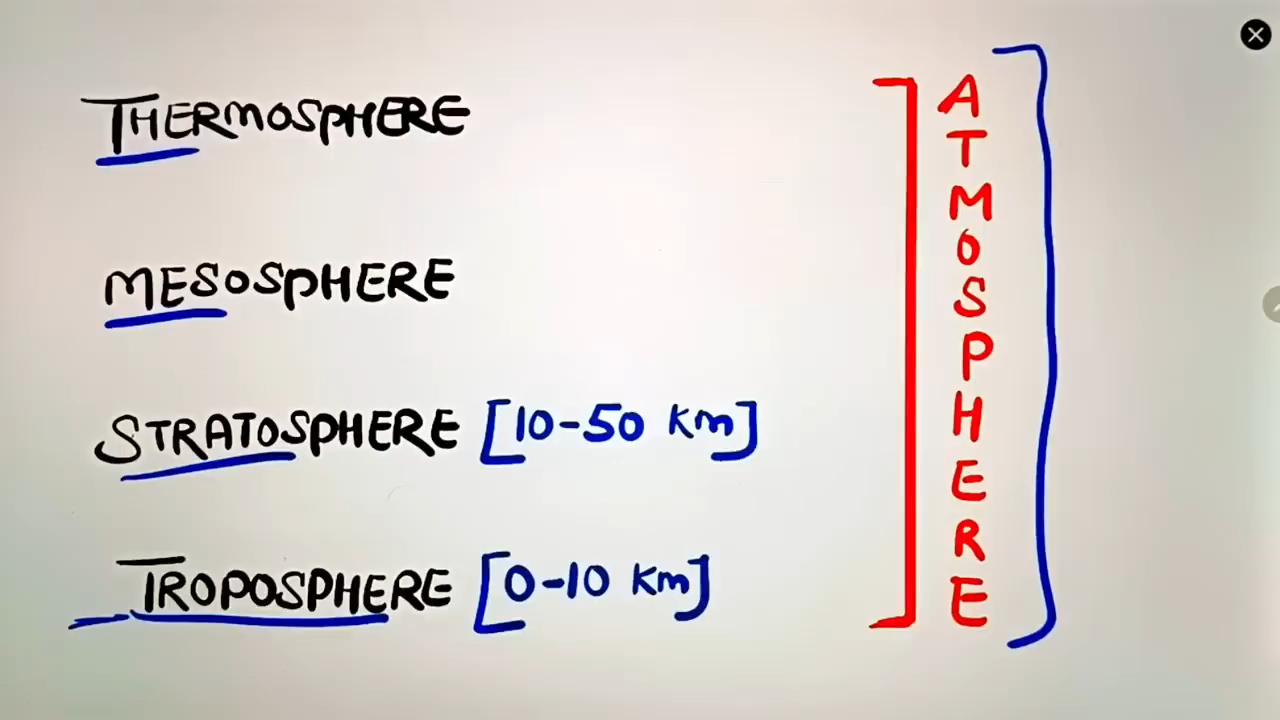 THERMOSPHERE
MESOSPHERE
STRATOSPHERE [10-50 Km]
TROPOSPHERE [0-10 Km]
ATMOSPHERE